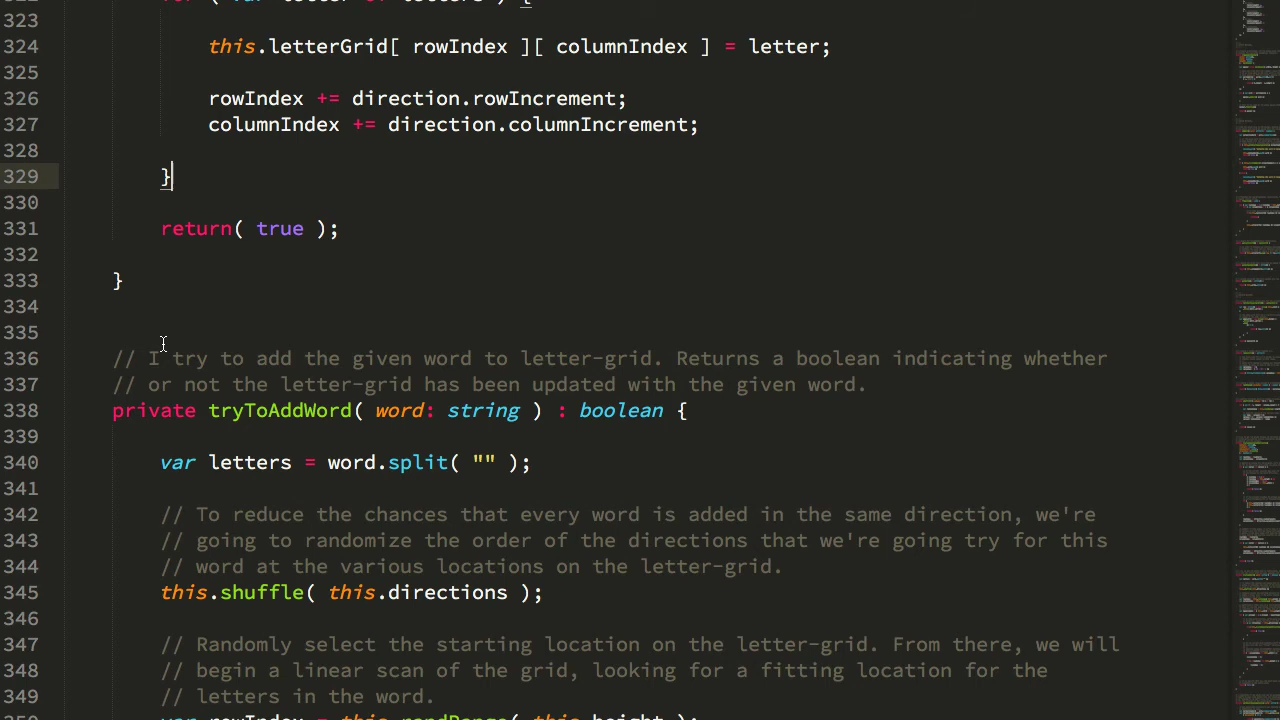 323
324 this.letterGrid[ rowIndex ][ columnIndex ] = letter;
325
326 rowIndex += direction.rowIncrement;
327 columnIndex += direction.columnIncrement;
328
329 }
330
331 return( true );
332
333 }
334
335
336 // I try to add the given word to letter-grid. Returns a boolean indicating whether
337 // or not the letter-grid has been updated with the given word.
338 private tryToAddWord( word: string ) : boolean {
339
340 var letters = word.split( "" );
341
342 // To reduce the chances that every word is added in the same direction, we're
343 // going to randomize the order of the directions that we're going try for this
344 // word at the various locations on the letter-grid.
345 this.shuffle( this.directions );
346
347 // Randomly select the starting location on the letter-grid. From there, we will
348 // begin a linear scan of the grid, looking for a fitting location for the
349 // letters in the word.
var rowIndex = this.randRange( this.height );